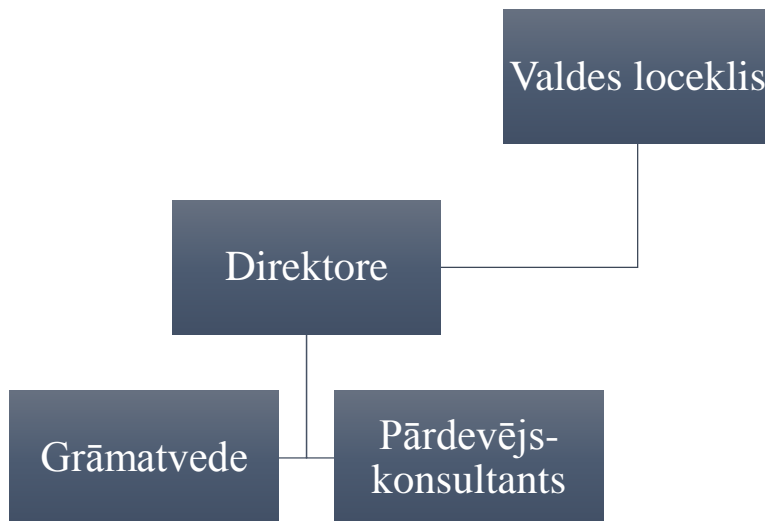 Valdes loceklis
Direktore
Grāmatvede
Pārdevējs-
konsultants